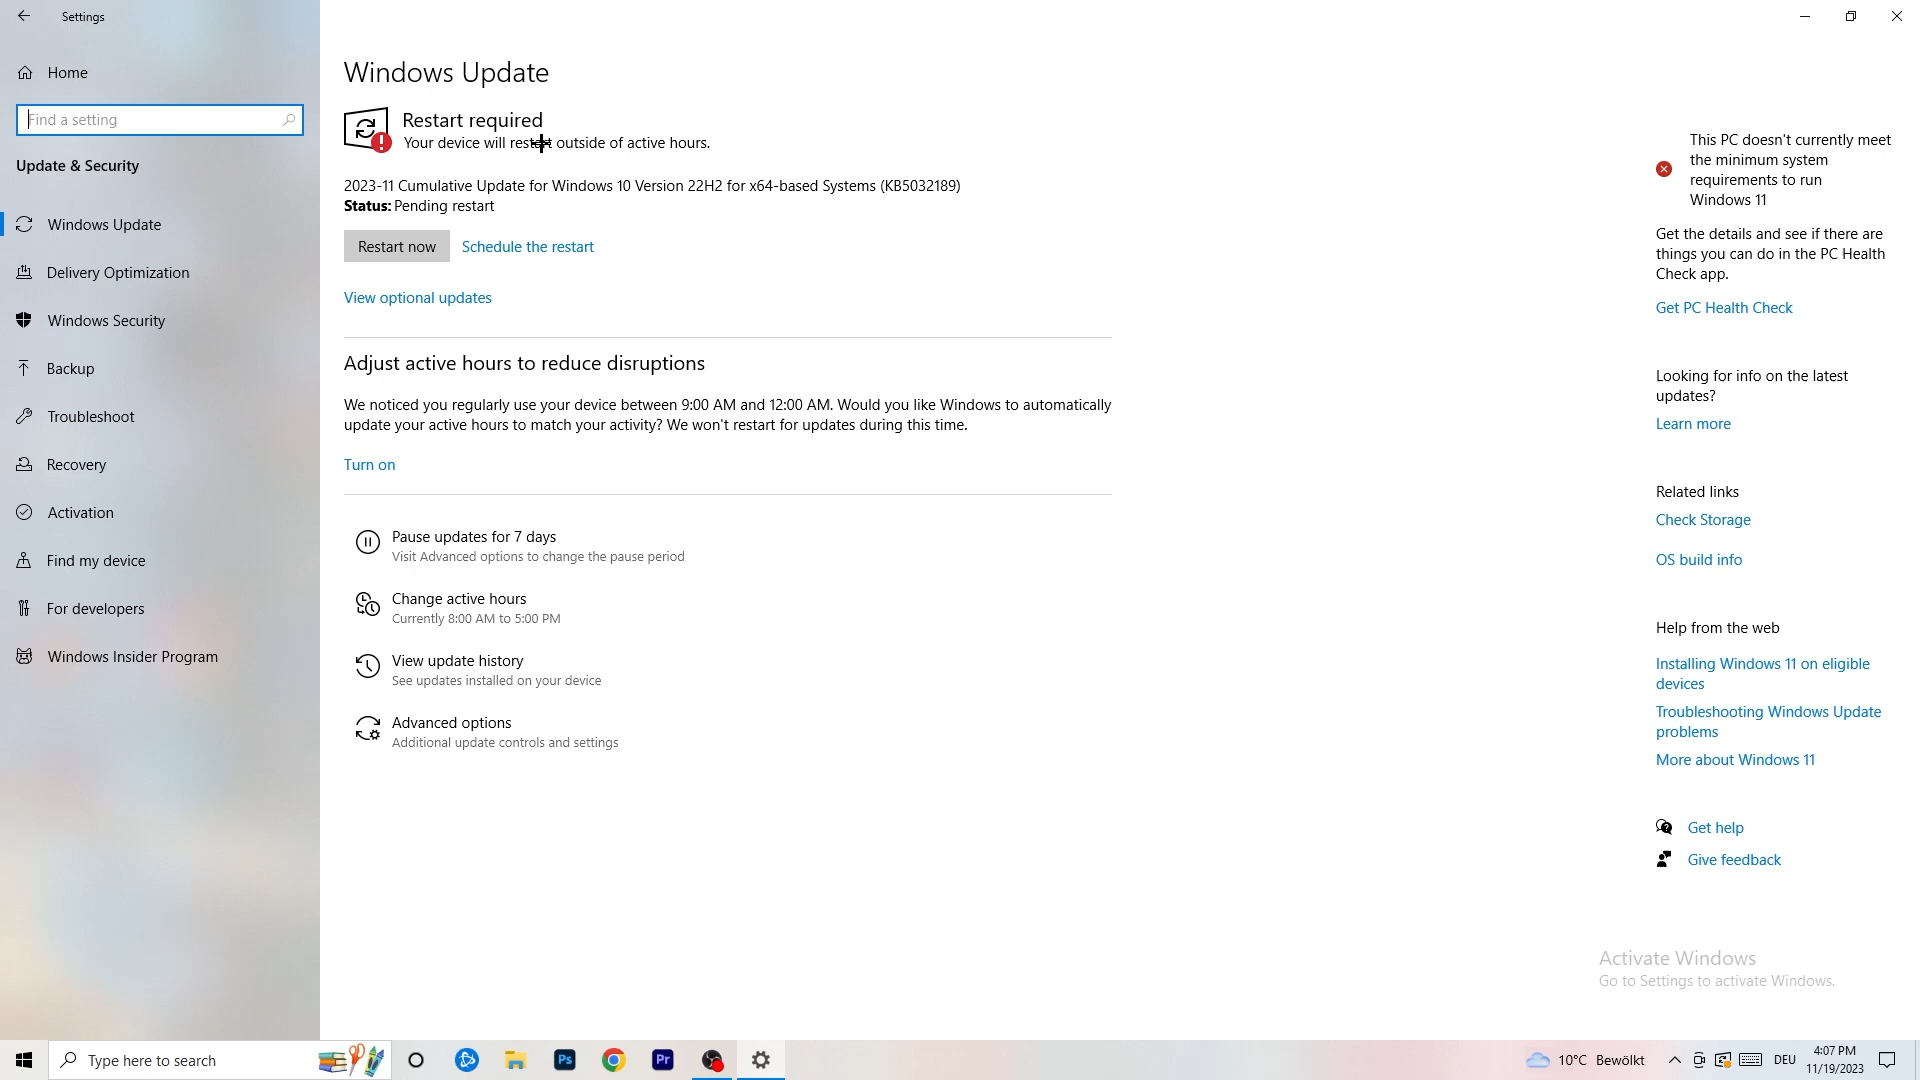 Settings
Home
Find a setting
Update & Security
Windows Update
Delivery Optimization
Windows Security
Backup
Troubleshoot
Recovery
Activation
Find my device
For developers
Windows Insider Program
Windows Update
Restart required
Your device will restart outside of active hours.
2023-11 Cumulative Update for Windows 10 Version 22H2 for x64-based Systems (KB5032189)
Status: Pending restart
Restart now
Schedule the restart
View optional updates
Adjust active hours to reduce disruptions
We noticed you regularly use your device between 9:00 AM and 12:00 AM. Would you like Windows to automatically
update your active hours to match your activity? We won't restart for updates during this time.
Turn on
Pause updates for 7 days
Visit Advanced options to change the pause period
Change active hours
Currently 8:00 AM to 5:00 PM
View update history
See updates installed on your device
Advanced options
Additional update controls and settings
This PC doesn't currently meet
the minimum system
requirements to run
Windows 11
Get the details and see if there are
things you can do in the PC Health
Check app.
Get PC Health Check
Looking for info on the latest
updates?
Learn more
Related links
Check Storage
OS build info
Help from the web
Installing Windows 11 on eligible
devices
Troubleshooting Windows Update
problems
More about Windows 11
Get help
Give feedback
Activate Windows
Go to Settings to activate Windows.
Type here to search
Ps
Pr
10°C Bewölkt
DEU
4:07 PM
11/19/2023